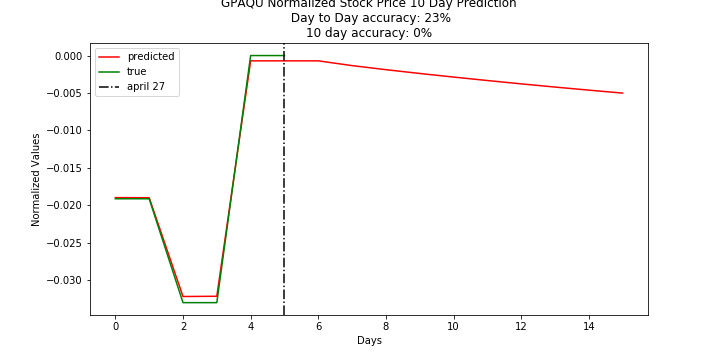 GPAQU Normalized Stock Price 10 Day Prediction
Day to Day accuracy: 23%
10 day accuracy: 0%
predicted
true
april 27
0.000
−0.005
−0.010
−0.015
−0.020
−0.025
−0.030
Normalized Values
0 2 4 6 8 10 12 14
Days